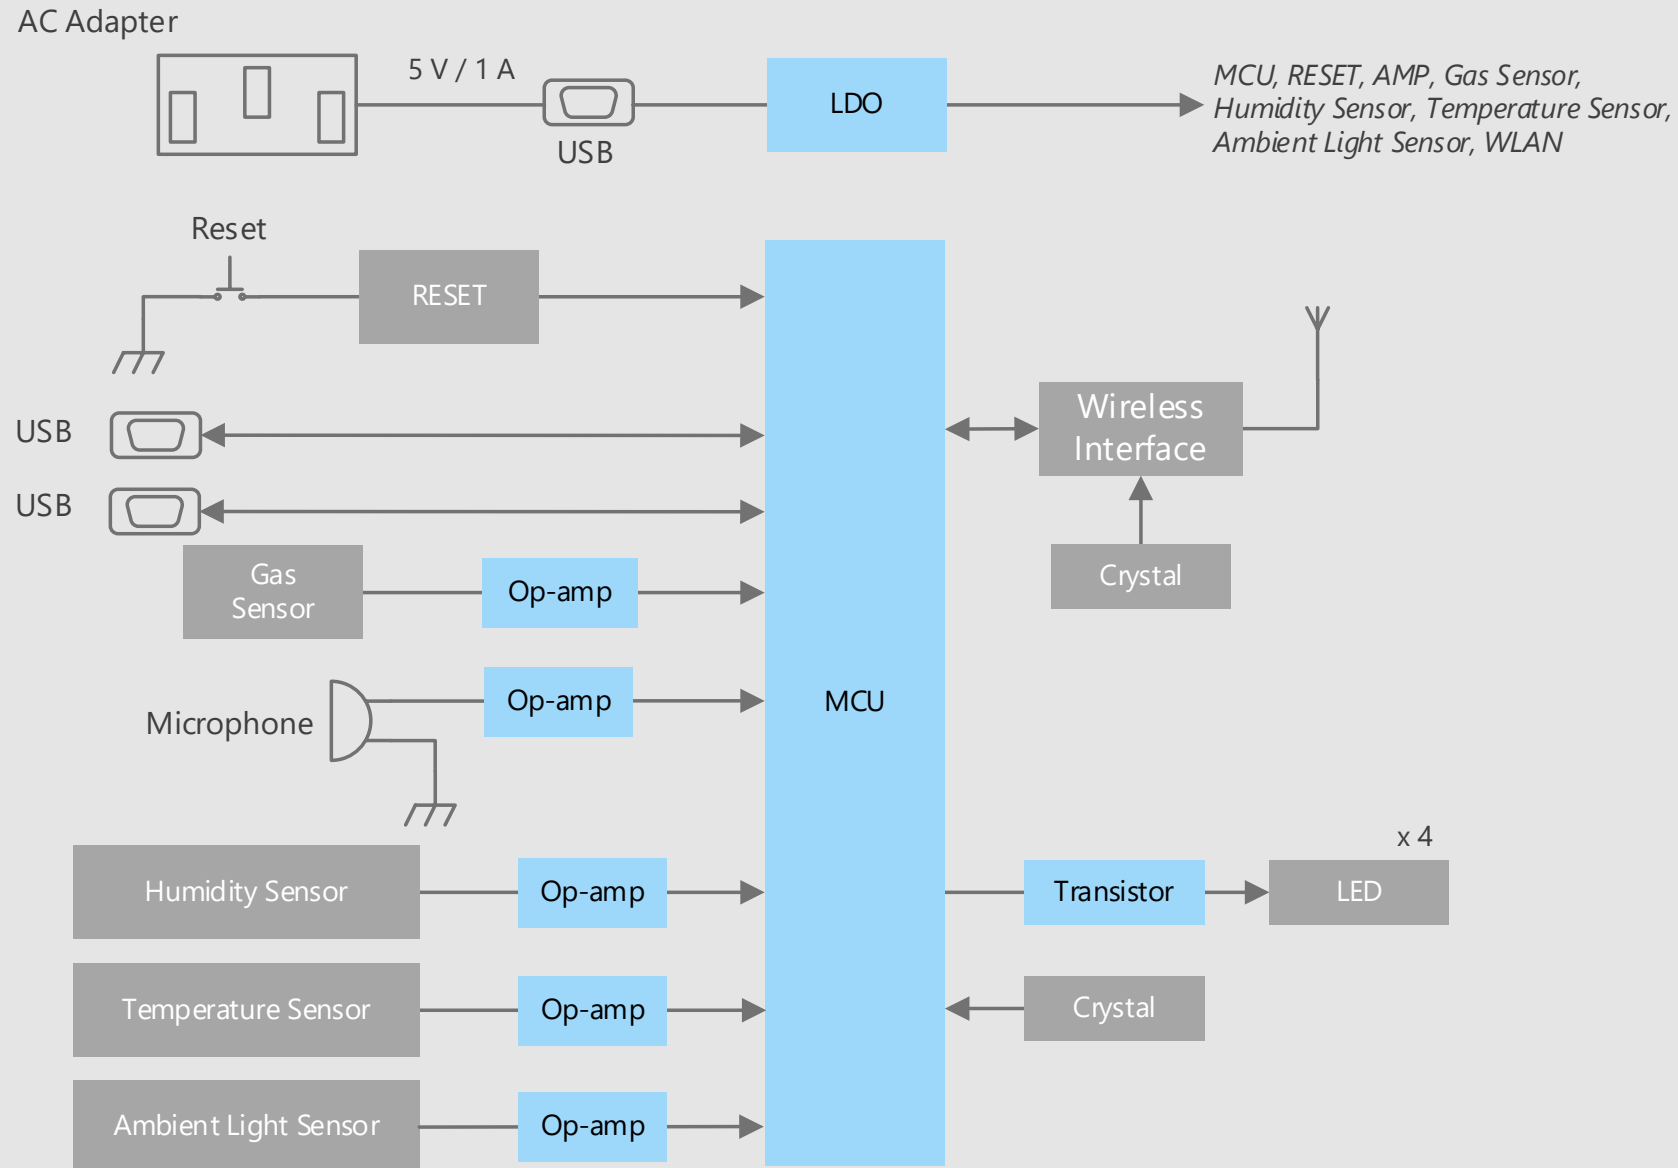 AC Adapter
5 V / 1 A
USB
LDO
MCU, RESET, AMP, Gas Sensor,
Humidity Sensor, Temperature Sensor,
Ambient Light Sensor, WLAN
Reset
RESET
USB
USB
Gas
Sensor
Op-amp
Microphone
Op-amp
MCU
Wireless
Interface
Crystal
Humidity Sensor
Op-amp
Transistor
x 4
LED
Temperature Sensor
Op-amp
Crystal
Ambient Light Sensor
Op-amp